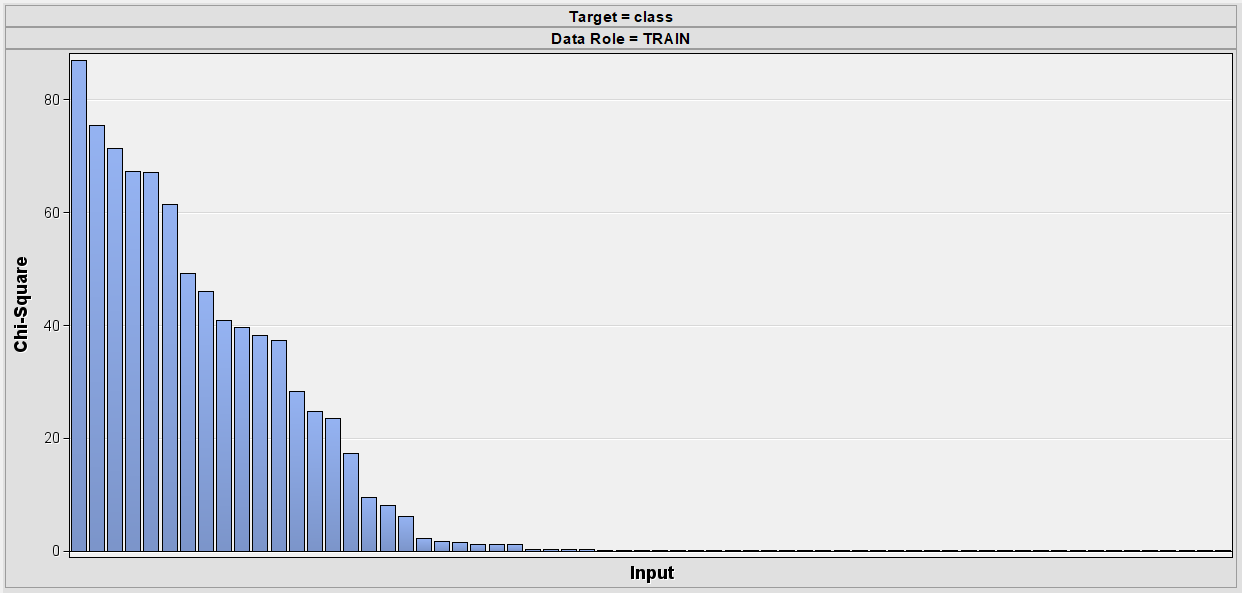 Target = class
Data Role = TRAIN
80
60
40
20
0
Chi-Square
Input